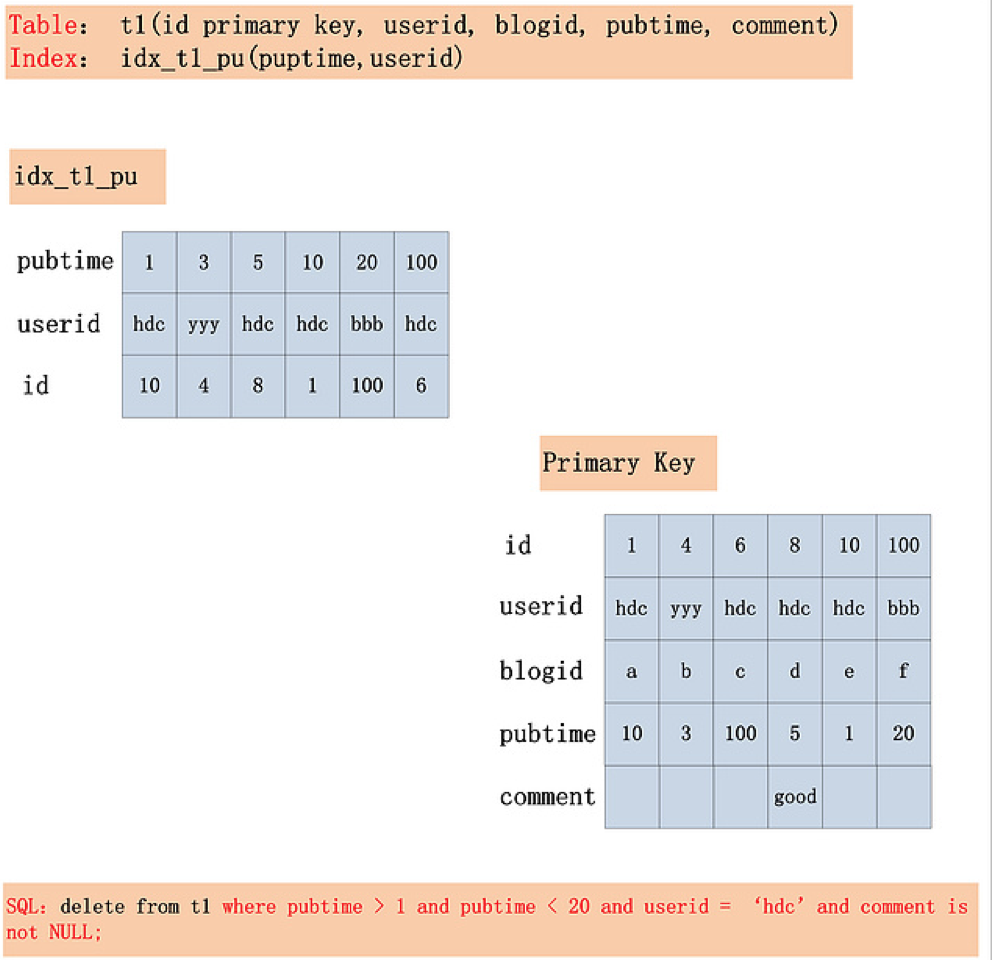 Table: t1(id primary key, userid, blogid, pubtime, comment)
Index: idx_t1_pu(puptime,userid)
idx_t1_pu
pubtime 1 3 5 10 20 100
userid hdc yyy hdc hdc bbb hdc
id 10 4 8 1 100 6
Primary Key
id 1 4 6 8 10 100
userid hdc yyy hdc hdc hdc bbb
blogid a b c d e f
pubtime 10 3 100 5 1 20
comment good
SQL: delete from t1 where pubtime > 1 and pubtime < 20 and userid = ‘hdc’ and comment is
not NULL;